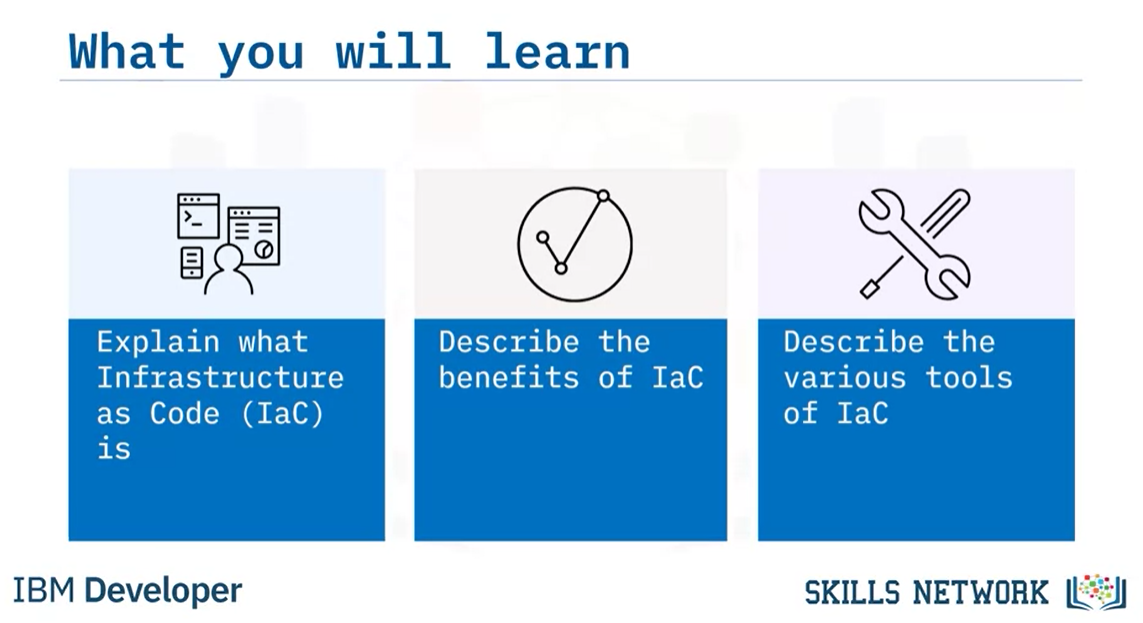 What you will learn
Explain what
Infrastructure
as Code (IaC)
is
Describe the
benefits of IaC
Describe the
various tools
of IaC
IBM Developer
SKILLS NETWORK